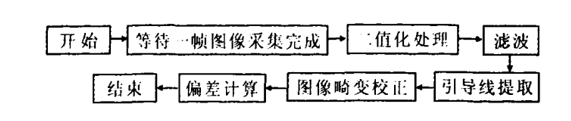 开始 等待一帧图像采集完成 二值化处理 滤波
结束 偏差计算 图像畸变校正 引导线提取